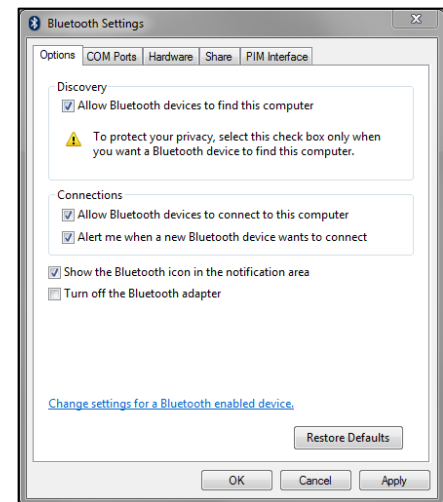 Bluetooth Settings
Options COM Ports Hardware Share PIM Interface
Discovery
Allow Bluetooth devices to find this computer
To protect your privacy, select this check box only when
you want a Bluetooth device to find this computer.
Connections
Allow Bluetooth devices to connect to this computer
Alert me when a new Bluetooth device wants to connect
Show the Bluetooth icon in the notification area
Turn off the Bluetooth adapter
Change settings for a Bluetooth enabled device.
Restore Defaults
OK Cancel Apply